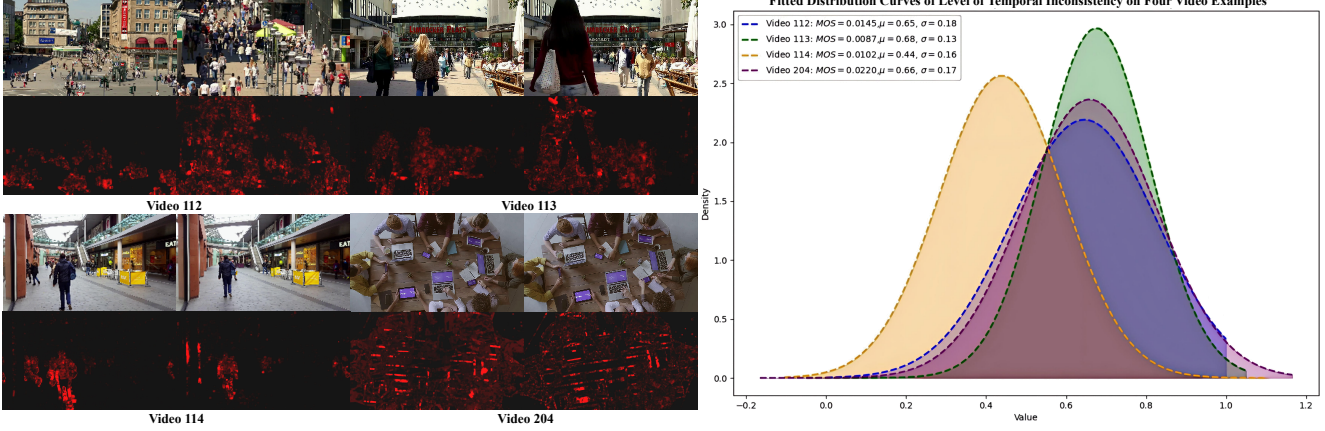 Video 112
Video 113
EAT
EAT
Video 114
Video 204
Fitted Distribution Curves of Level of Temporal Inconsistency on Four Video Examples
Video 112: MOS = 0.0145,μ = 0.65, σ = 0.18
Video 113: MOS = 0.0087,μ = 0.68, σ = 0.13
Video 114: MOS = 0.0102,μ = 0.44, σ = 0.16
Video 204: MOS = 0.0220,μ = 0.66, σ = 0.17
Density
3.0
2.5
2.0
1.5
1.0
0.5
0.0
−0.2 0.0 0.2 0.4 0.6 0.8 1.0 1.2
Value